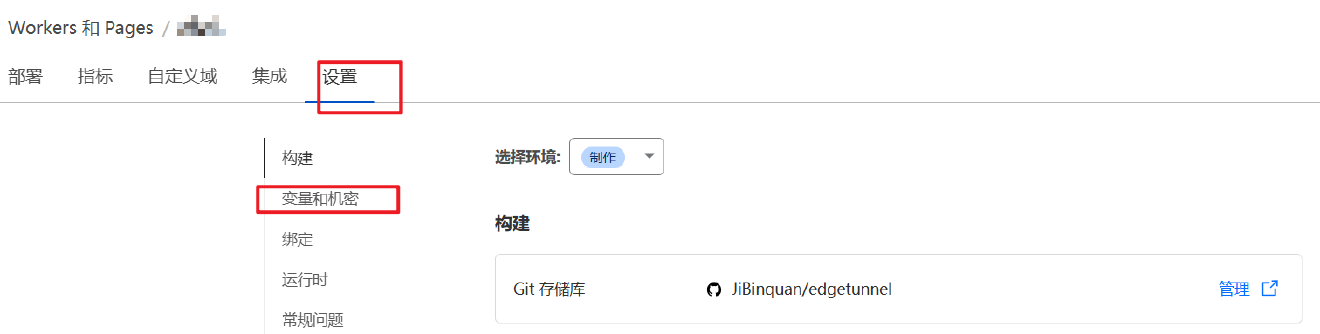 Workers 和 Pages /
部署 指标 自定义域 集成 设置
构建
选择环境: 制作
变量和机密
构建
绑定
运行时
Git 存储库 JiBinquan/edgetunnel 管理
常规问题